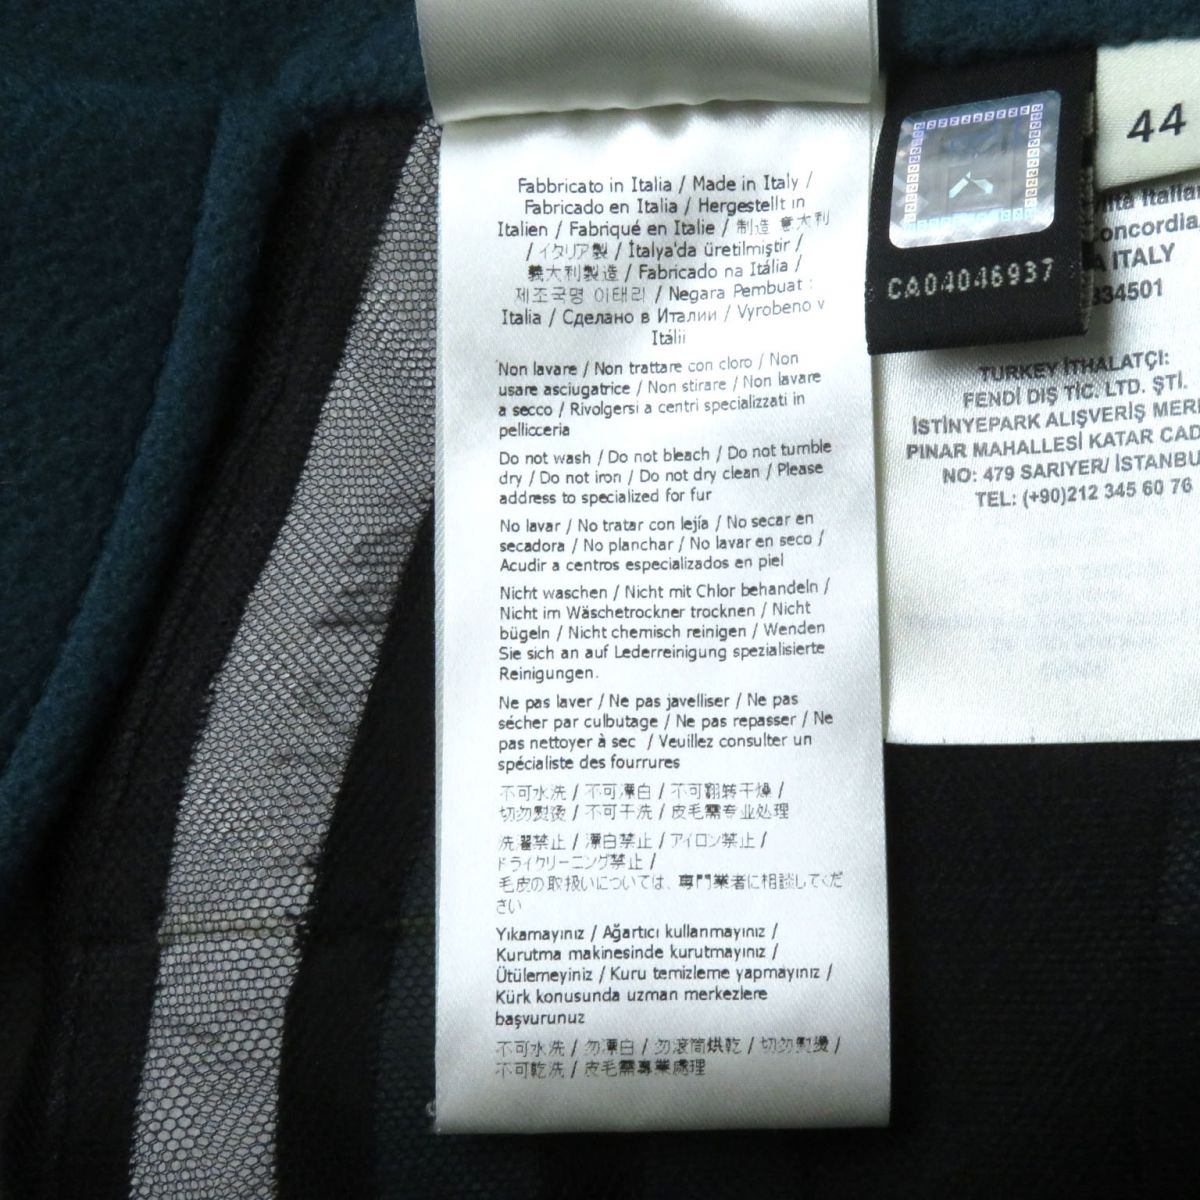 Fabbricato in Italia / Made in Italy /
Fabricado en Italia / Hergestellt in
Italien / Fabriqué en Italie / 制造 意大利
/ イタリア製 / İtalya'da üretilmiştir /
義大利製造 / Fabricado na Itália /
제조국명 이태리 / Negara Pembuat :
Italia / Сделано в Италии / Vyrobeno v
Itálii
Non lavare / Non trattare con cloro / Non
usare asciugatrice / Non stirare / Non lavare
a secco / Rivolgersi a centri specializzati in
pellicceria
Do not wash / Do not bleach / Do not tumble
dry / Do not iron / Do not dry clean / Please
address to specialized for fur
No lavar / No tratar con lejía / No secar en
secadora / No planchar / No lavar en seco /
Acudir a centros especializados en piel
Nicht waschen / Nicht mit Chlor behandeln /
Nicht im Wäschetrockner trocknen / Nicht
bügeln / Nicht chemisch reinigen / Wenden
Sie sich an auf Lederreinigung spezialisierte
Reinigungen.
Ne pas laver / Ne pas javelliser / Ne pas
sécher par culbutage / Ne pas repasser / Ne
pas nettoyer à sec / Veuillez consulter un
spécialiste des fourrures
不可水洗 / 不可漂白 / 不可翻转干燥 /
切勿熨烫 / 不可干洗 / 皮毛需专业处理
洗濯禁止 / 漂白禁止 / アイロン禁止 /
ドライクリーニング禁止 /
毛皮の取扱いについては、専門業者に相談してくだ
さい
Yıkamayınız / Ağartıcı kullanmayınız /
Kurutma makinesinde kurutmayınız /
Ütülemeyiniz / Kuru temizleme yapmayınız /
Kürk konusunda uzman merkezlere
başvurunuz
不可水洗 / 勿漂白 / 勿滾筒烘乾 / 切勿熨燙 /
不可乾洗 / 皮毛需專業處理
CA04046937
44
ITALY
334501
TURKEY İTHALATÇI:
FENDİ DIŞ TİC. LTD. ŞTİ.
İSTİNYEPARK ALIŞVERİŞ MER
PINAR MAHALLESİ KATAR CAD
NO: 479 SARIYER/ İSTANBU
TEL: (+90)212 345 60 76